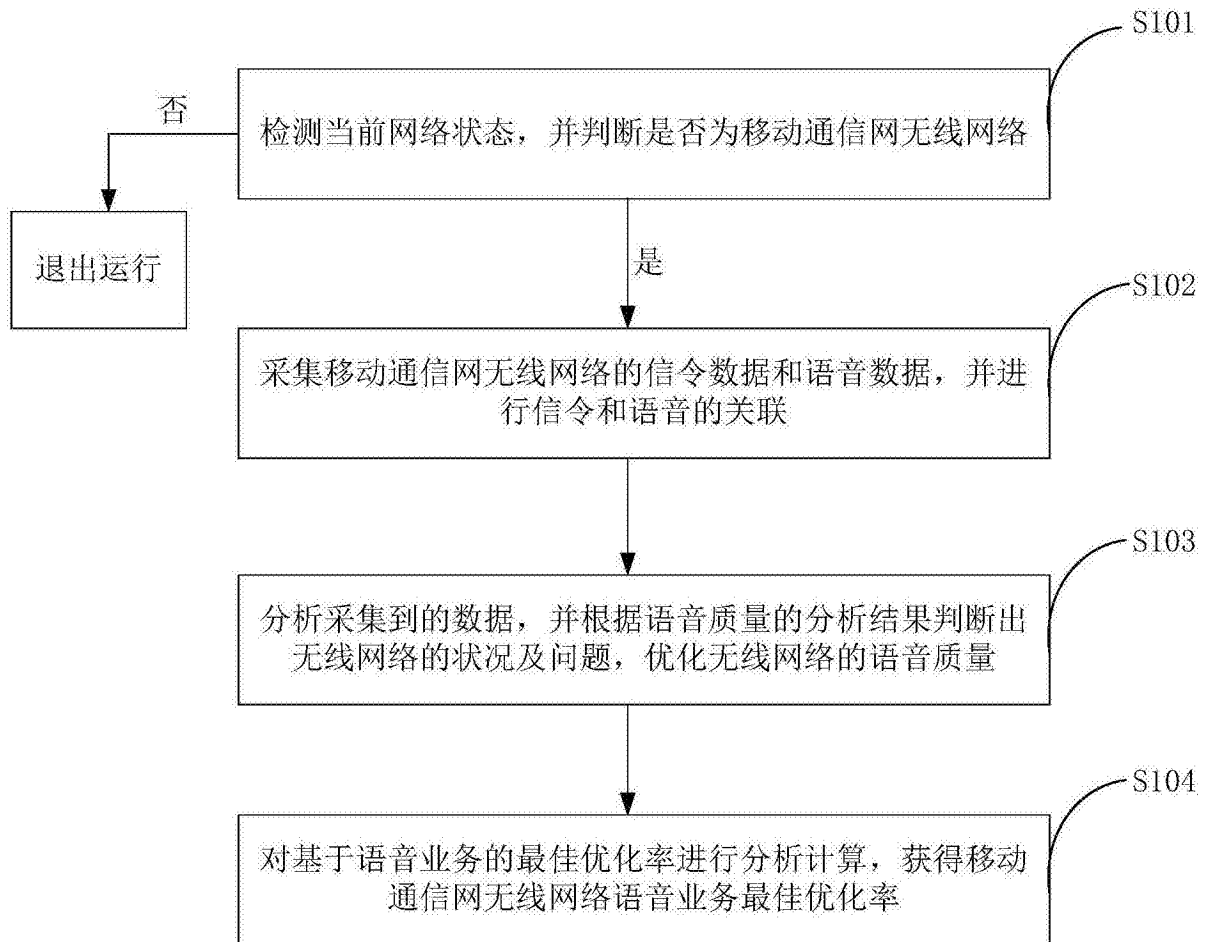 S101
检测当前网络状态，并判断是否为移动通信网无线网络
否
退出运行
是
S102
采集移动通信网无线网络的信令数据和语音数据，并进
行信令和语音的关联
S103
分析采集到的数据，并根据语音质量的分析结果判断出
无线网络的状况及问题，优化无线网络的语音质量
S104
对基于语音业务的最佳优化率进行分析计算，获得移动
通信网无线网络语音业务最佳优化率